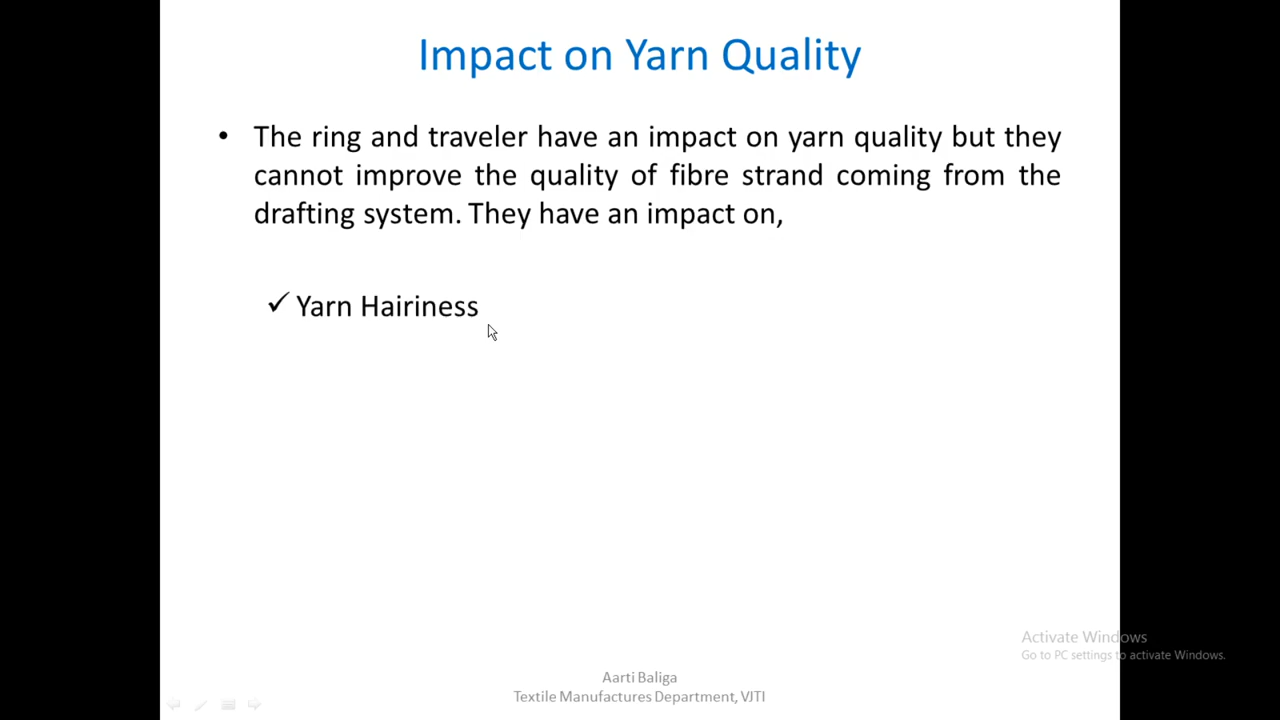 Impact on Yarn Quality
• The ring and traveler have an impact on yarn quality but they
cannot improve the quality of fibre strand coming from the
drafting system. They have an impact on,
✓ Yarn Hairiness
Activate Windows
Go to PC settings to activate Windows.
Aarti Baliga
Textile Manufactures Department, VJTI